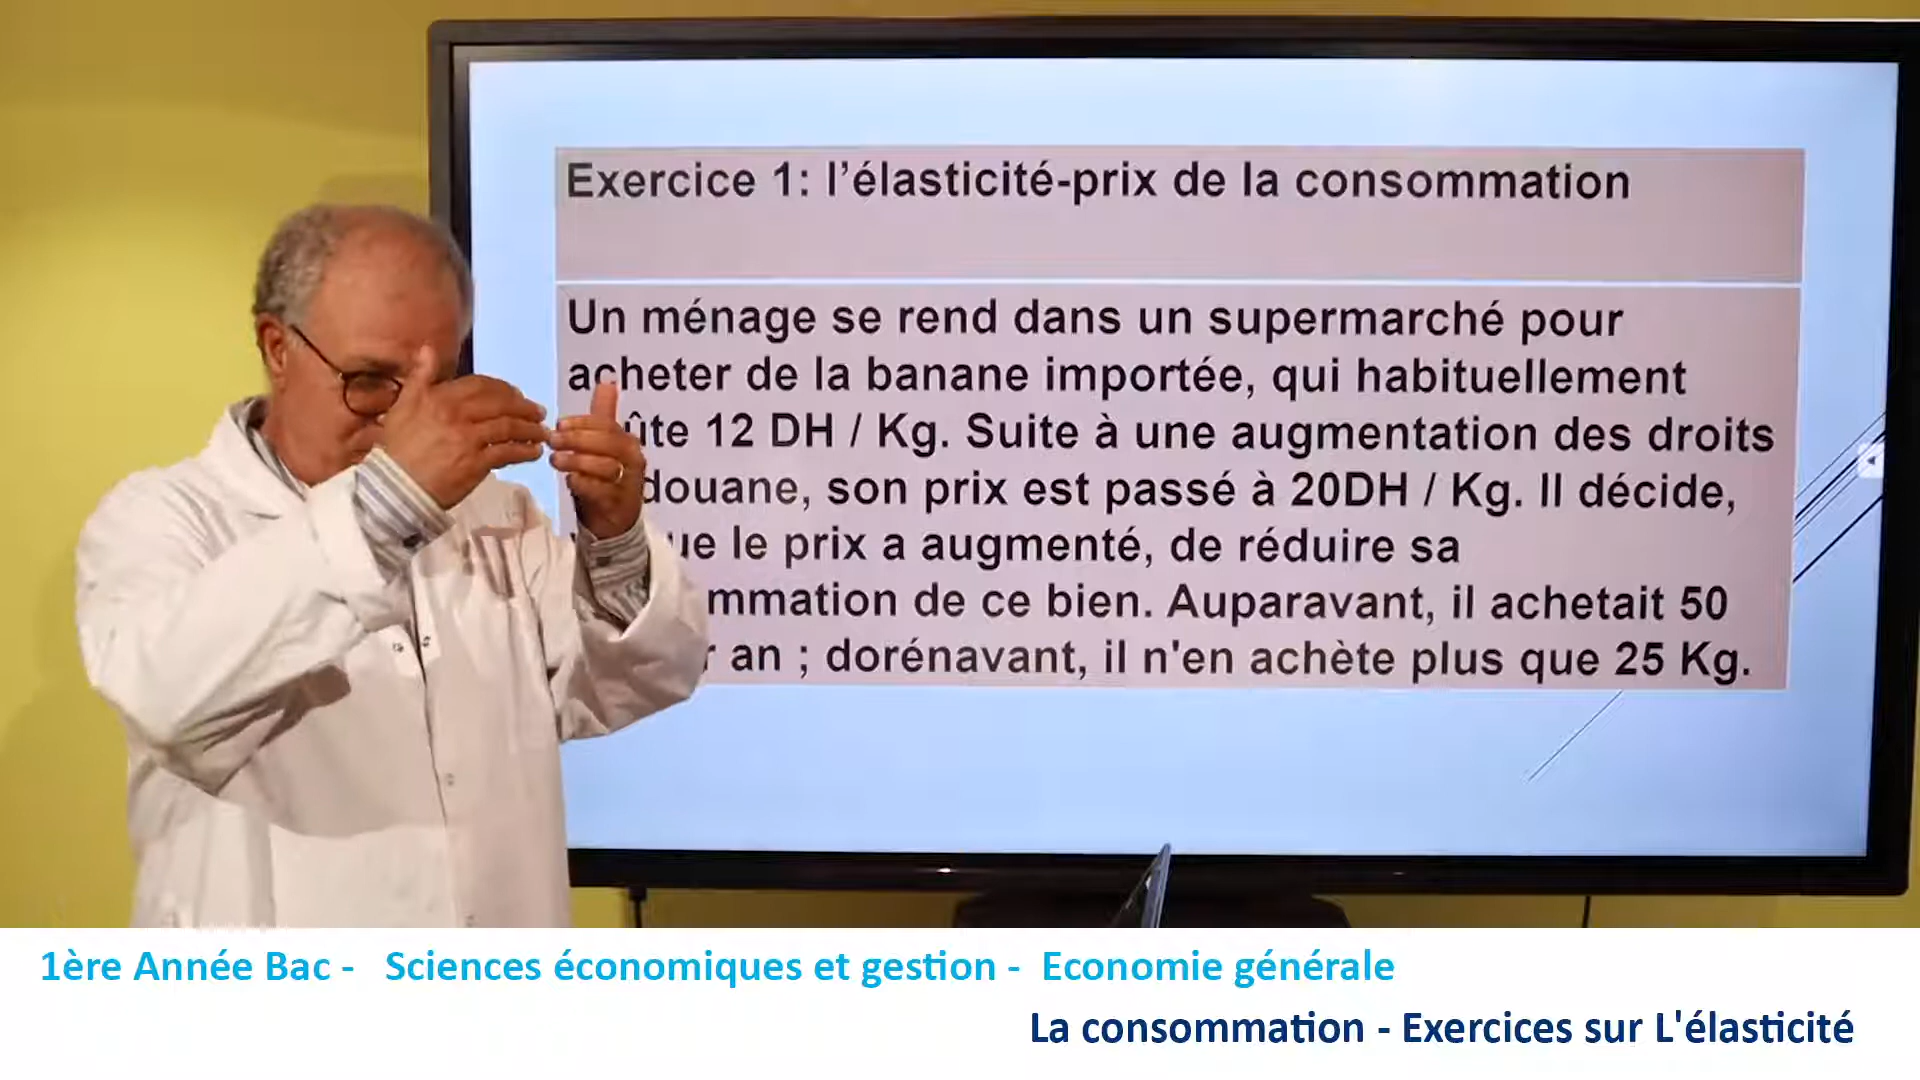 Exercice 1: l’élasticité-prix de la consommation
Un ménage se rend dans un supermarché pour
acheter de la banane importée, qui habituellement
12 DH / Kg. Suite à une augmentation des droits
douane, son prix est passé à 20DH / Kg. Il décide,
le prix a augmenté, de réduire sa
de ce bien. Auparavant, il achetait 50
an ; dorénavant, il n'en achète plus que 25 Kg.
1ère Année Bac - Sciences économiques et gestion - Economie générale
La consommation - Exercices sur L'élasticité